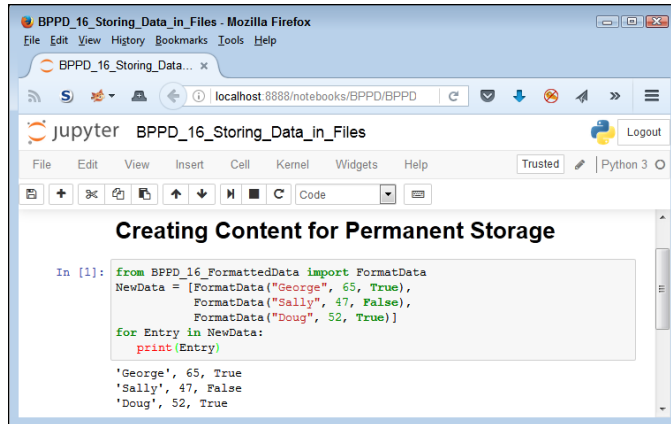 BPPD_16_Storing_Data_in_Files - Mozilla Firefox
File Edit View History Bookmarks Tools Help
BPPD_16_Storing_Data... ×
S) localhost:8888/notebooks/BPPD/BPPD
jupyter BPPD_16_Storing_Data_in_Files Logout
File Edit View Insert Cell Kernel Widgets Help Trusted Python 3
Code
Creating Content for Permanent Storage
In [1]: from BPPD_16_FormattedData import FormatData
NewData = [FormatData("George", 65, True),
FormatData("Sally", 47, False),
FormatData("Doug", 52, True)]
for Entry in NewData:
print(Entry)
'George', 65, True
'Sally', 47, False
'Doug', 52, True